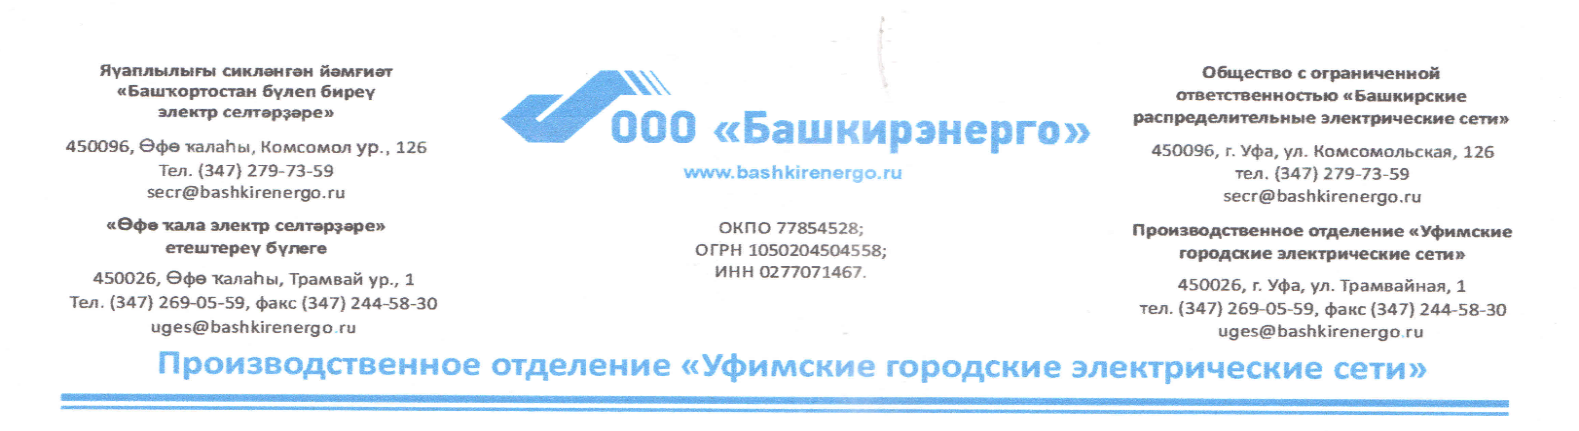 Яуаплылығы сикләнгән йәмғиәт
«Башҡортостан бүлеп биреү
электр селтәрҙәре»
450096, Өфө ҡалаһы, Комсомол ур., 126
Тел. (347) 279-73-59
secr@bashkirenergo.ru
«Өфө ҡала электр селтәрҙәре»
етештереү бүлеге
450026, Өфө ҡалаһы, Трамвай ур., 1
Тел. (347) 269-05-59, факс (347) 244-58-30
uges@bashkirenergo.ru
ООО «Башкирэнерго»
www.bashkirenergo.ru
ОКПО 77854528;
ОГРН 1050204504558;
ИНН 0277071467.
Общество с ограниченной
ответственностью «Башкирские
распределительные электрические сети»
450096, г. Уфа, ул. Комсомольская, 126
тел. (347) 279-73-59
secr@bashkirenergo.ru
Производственное отделение «Уфимские
городские электрические сети»
450026, г. Уфа, ул. Трамвайная, 1
тел. (347) 269-05-59, факс (347) 244-58-30
uges@bashkirenergo.ru
Производственное отделение «Уфимские городские электрические сети»